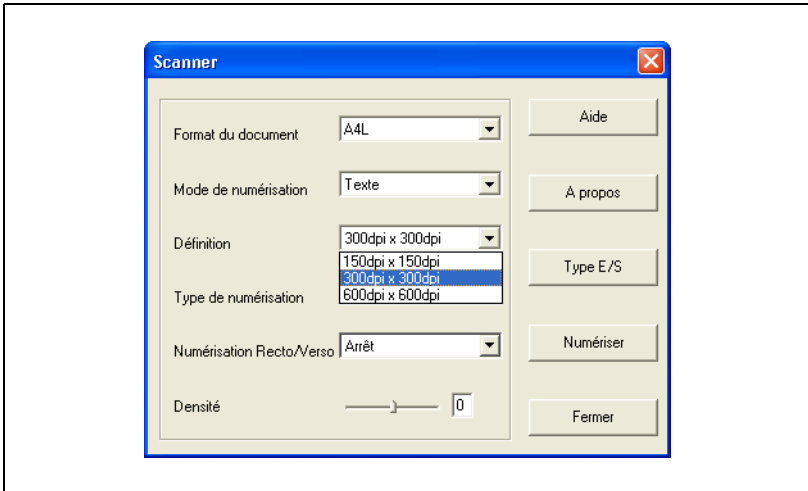 Scanner
Format du document
A4L
Mode de numérisation
Texte
Définition
300dpi x 300dpi
150dpi x 150dpi
300dpi x 300dpi
600dpi x 600dpi
Type de numérisation
Numérisation Recto/Verso
Arrêt
Densité
0
Aide
A propos
Type E/S
Numériser
Fermer